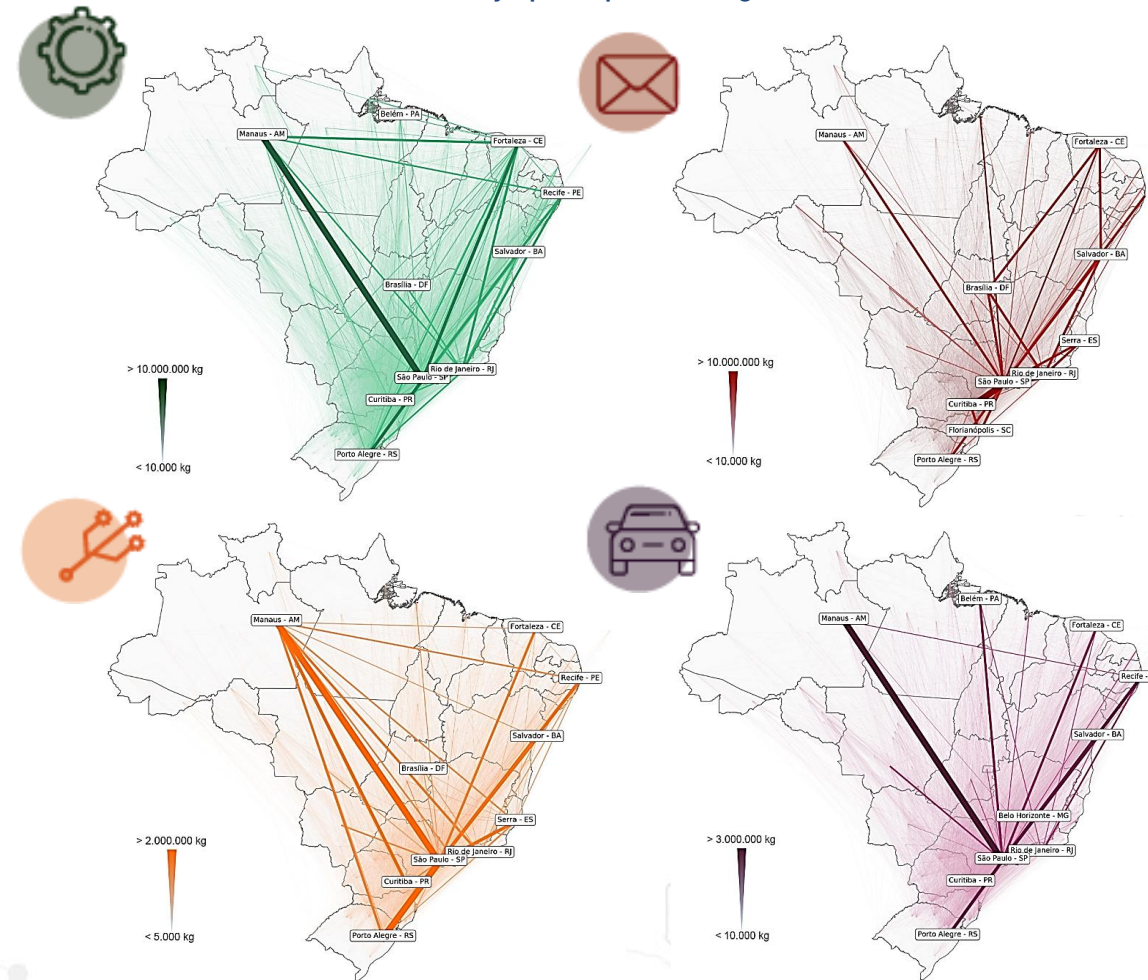 Belém - PA
Manaus - AM
Fortaleza - CE
Recife - PE
Salvador - BA
Brasília - DF
> 10.000.000 kg
Rio de Janeiro - RJ
São Paulo - SP
Curitiba - PR
Porto Alegre - RS
< 10.000 kg
Manaus - AM
Fortaleza - CE
Salvador - BA
Brasília - DF
Serra - ES
> 10.000.000 kg
Rio de Janeiro - RJ
São Paulo - SP
Curitiba - PR
Florianópolis - SC
Porto Alegre - RS
< 10.000 kg
Manaus - AM
Fortaleza - CE
Recife - PE
Salvador - BA
Brasília - DF
Serra - ES
> 2.000.000 kg
Rio de Janeiro - RJ
São Paulo - SP
Curitiba - PR
Porto Alegre - RS
< 5.000 kg
Belém - PA
Manaus - AM
Fortaleza - CE
Recife -
Salvador - BA
Belo Horizonte - MG
> 3.000.000 kg
Rio de Janeiro - RJ
São Paulo - SP
Curitiba - PR
Porto Alegre - RS
< 10.000 kg